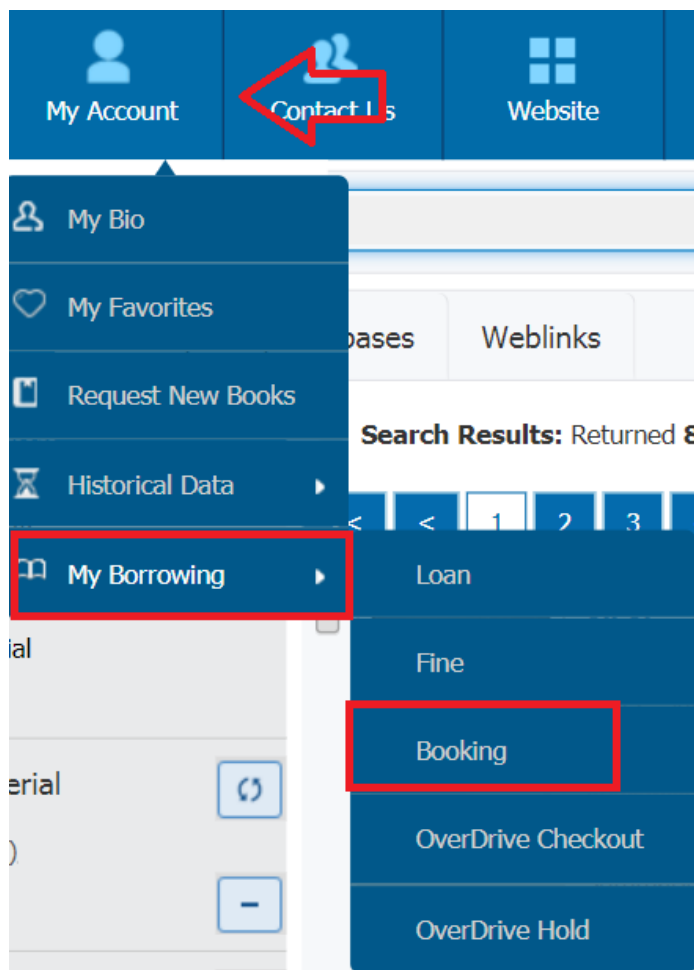 My Account
Contact Us
Website
My Bio
My Favorites
bases
Weblinks
Request New Books
Search Results: Returned 8
Historical Data
< < 1 2 3
My Borrowing
Loan
ial
Fine
Booking
erial
)
OverDrive Checkout
OverDrive Hold